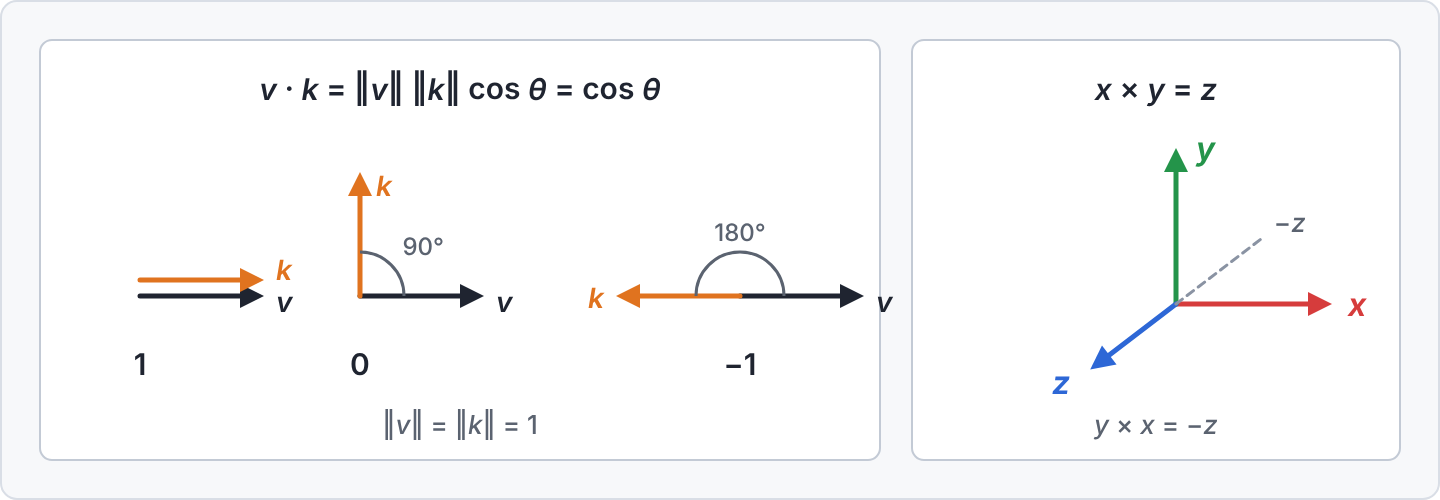 v · k = ‖v‖ ‖k‖ cos θ = cos θ
k
v
1
k
90°
v
0
180°
k
v
−1
‖v‖ = ‖k‖ = 1
x × y = z
y
−z
x
z
y × x = −z